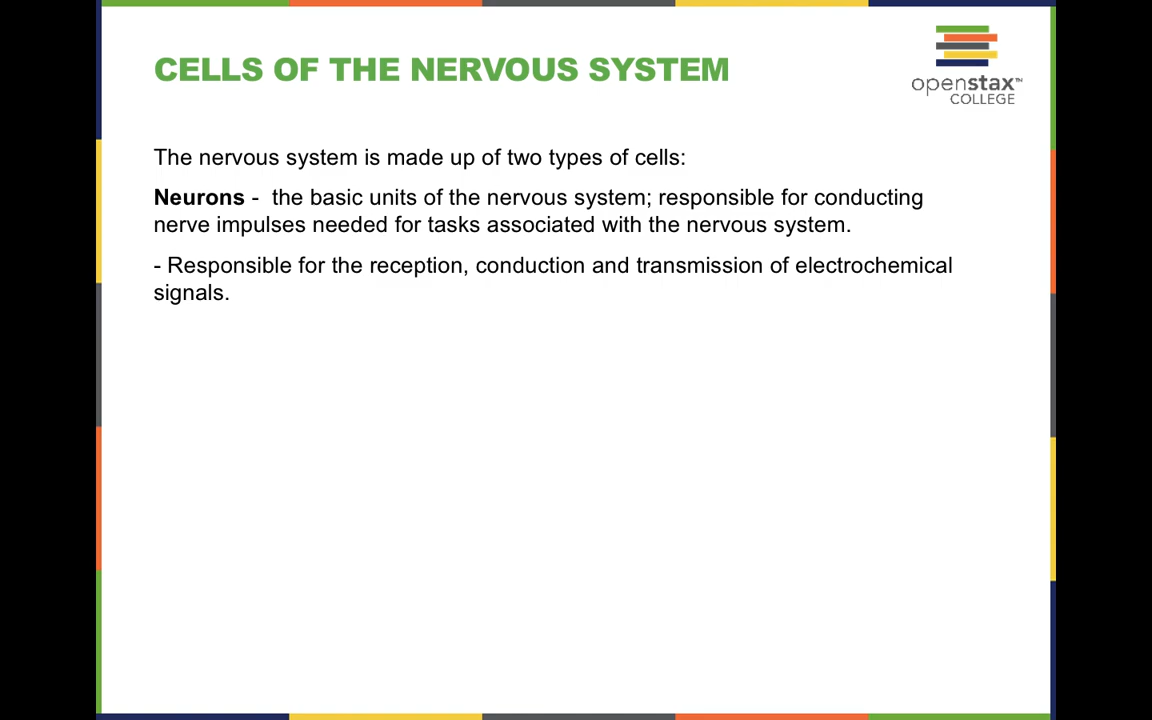 CELLS OF THE NERVOUS SYSTEM
openstax™
COLLEGE
The nervous system is made up of two types of cells:
Neurons - the basic units of the nervous system; responsible for conducting
nerve impulses needed for tasks associated with the nervous system.
- Responsible for the reception, conduction and transmission of electrochemical
signals.